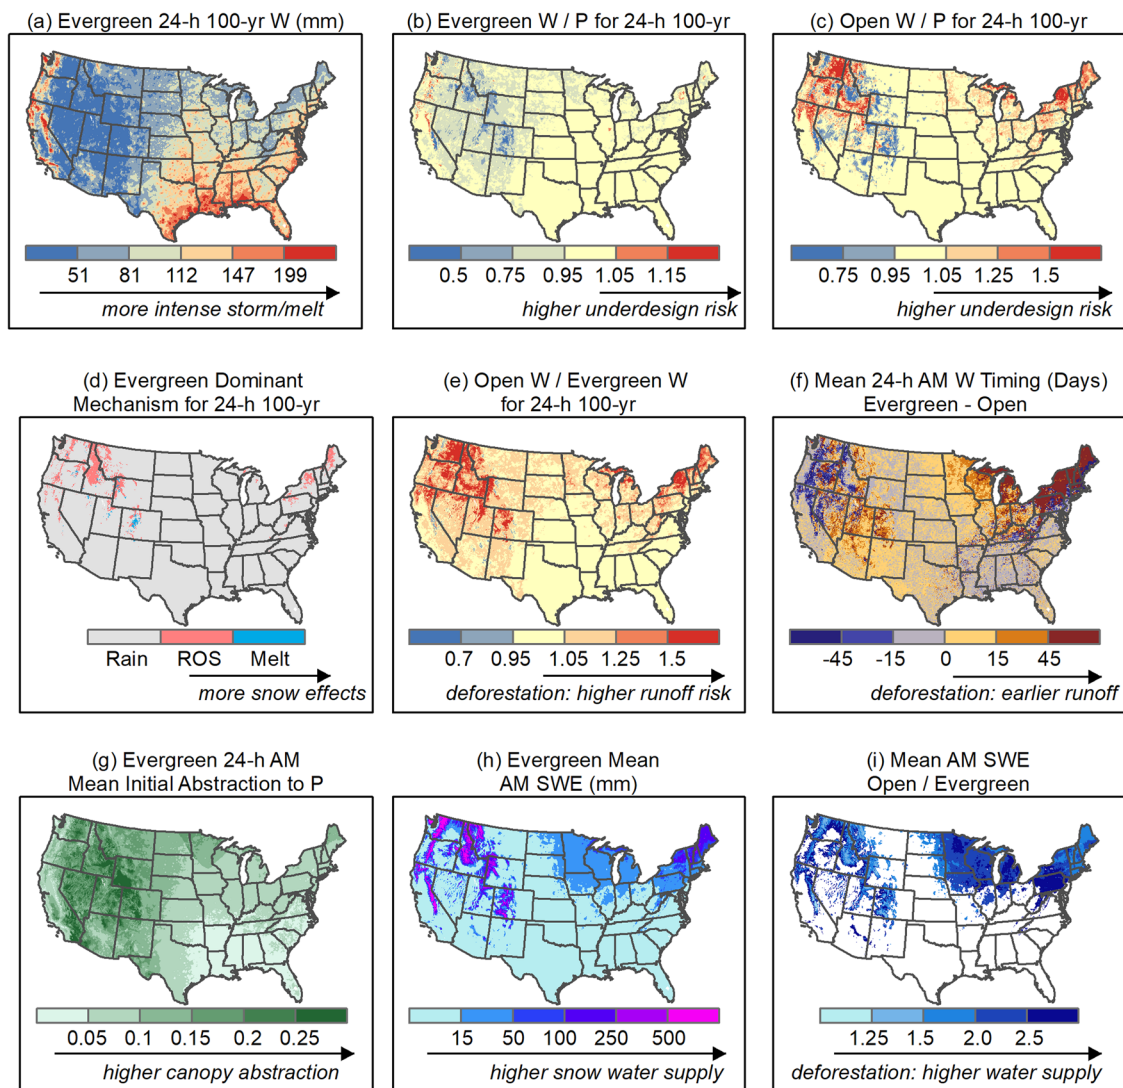 (a) Evergreen 24-h 100-yr W (mm)
51 81 112 147 199
more intense storm/melt
(b) Evergreen W / P for 24-h 100-yr
0.5 0.75 0.95 1.05 1.15
higher underdesign risk
(c) Open W / P for 24-h 100-yr
0.75 0.95 1.05 1.25 1.5
higher underdesign risk
(d) Evergreen Dominant
Mechanism for 24-h 100-yr
Rain ROS Melt
more snow effects
(e) Open W / Evergreen W
for 24-h 100-yr
0.7 0.95 1.05 1.25 1.5
deforestation: higher runoff risk
(f) Mean 24-h AM W Timing (Days)
Evergreen - Open
-45 -15 0 15 45
deforestation: earlier runoff
(g) Evergreen 24-h AM
Mean Initial Abstraction to P
0.05 0.1 0.15 0.2 0.25
higher canopy abstraction
(h) Evergreen Mean
AM SWE (mm)
15 50 100 250 500
higher snow water supply
(i) Mean AM SWE
Open / Evergreen
1.25 1.5 2.0 2.5
deforestation: higher water supply